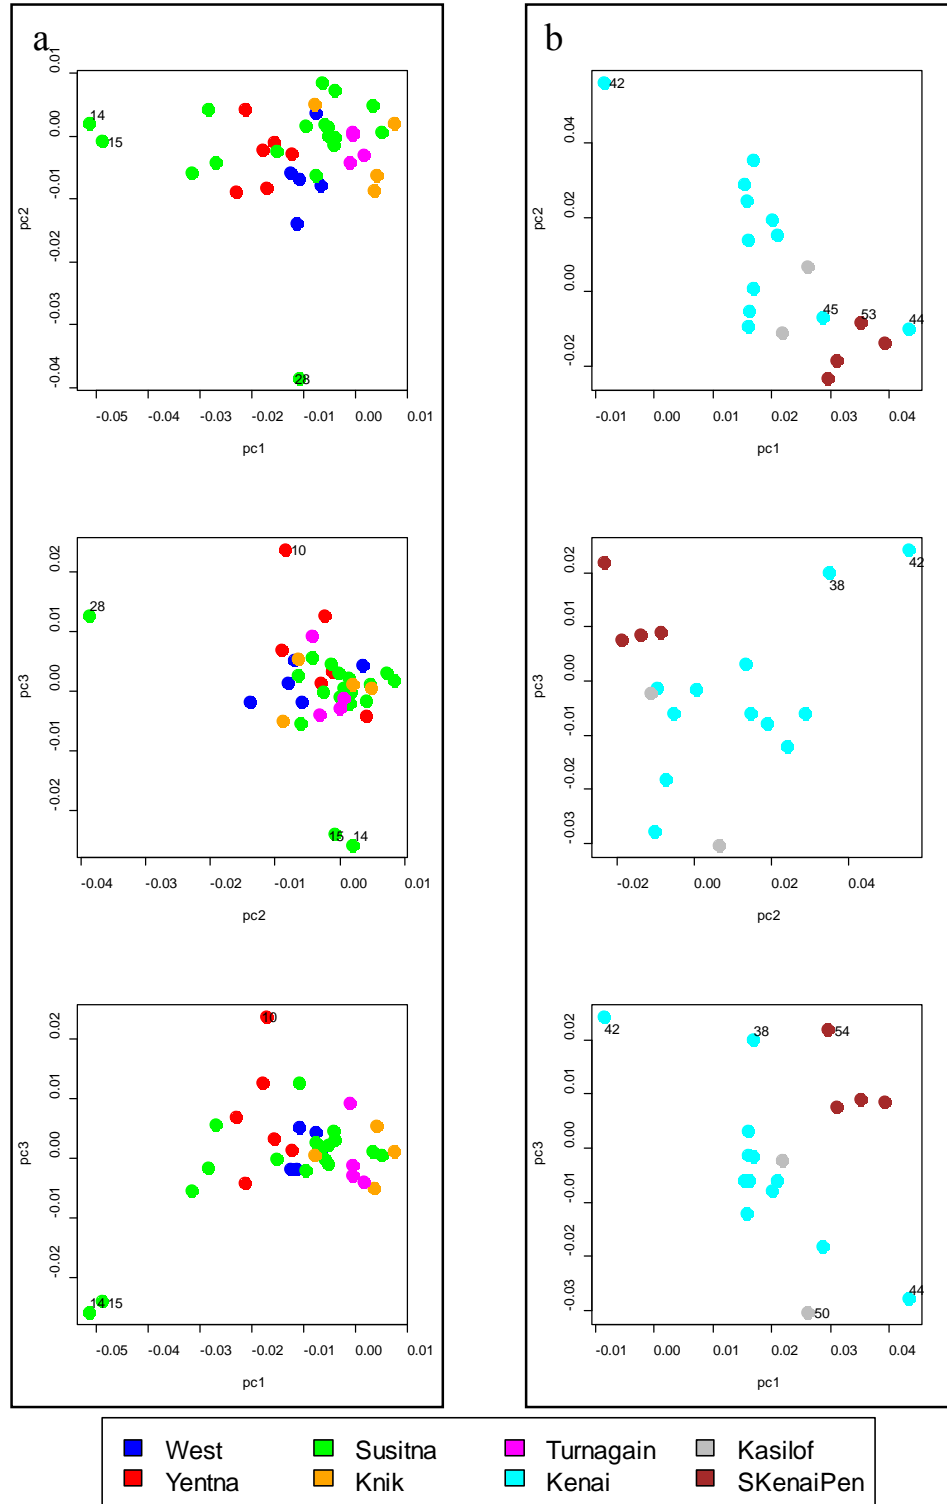 a
b
0.01
0.00
-0.01
-0.02
-0.03
-0.04
pc2
14
15
28
-0.05 -0.04 -0.03 -0.02 -0.01 0.00 0.01
pc1
0.04
0.02
0.00
-0.02
pc2
42
45
53
44
-0.01 0.00 0.01 0.02 0.03 0.04
pc1
0.02
0.01
0.00
-0.01
-0.02
pc3
10
28
15
14
-0.04 -0.03 -0.02 -0.01 0.00 0.01
pc2
0.02
0.01
0.00
-0.01
-0.02
-0.03
pc3
42
38
-0.02 0.00 0.02 0.04
pc2
0.02
0.01
0.00
-0.01
-0.02
pc3
10
14
15
-0.05 -0.04 -0.03 -0.02 -0.01 0.00 0.01
pc1
0.02
0.01
0.00
-0.01
-0.02
-0.03
pc3
42
38
54
44
50
-0.01 0.00 0.01 0.02 0.03 0.04
pc1
West Susitna Turnagain Kasilof
Yentna Knik Kenai SKenaiPen